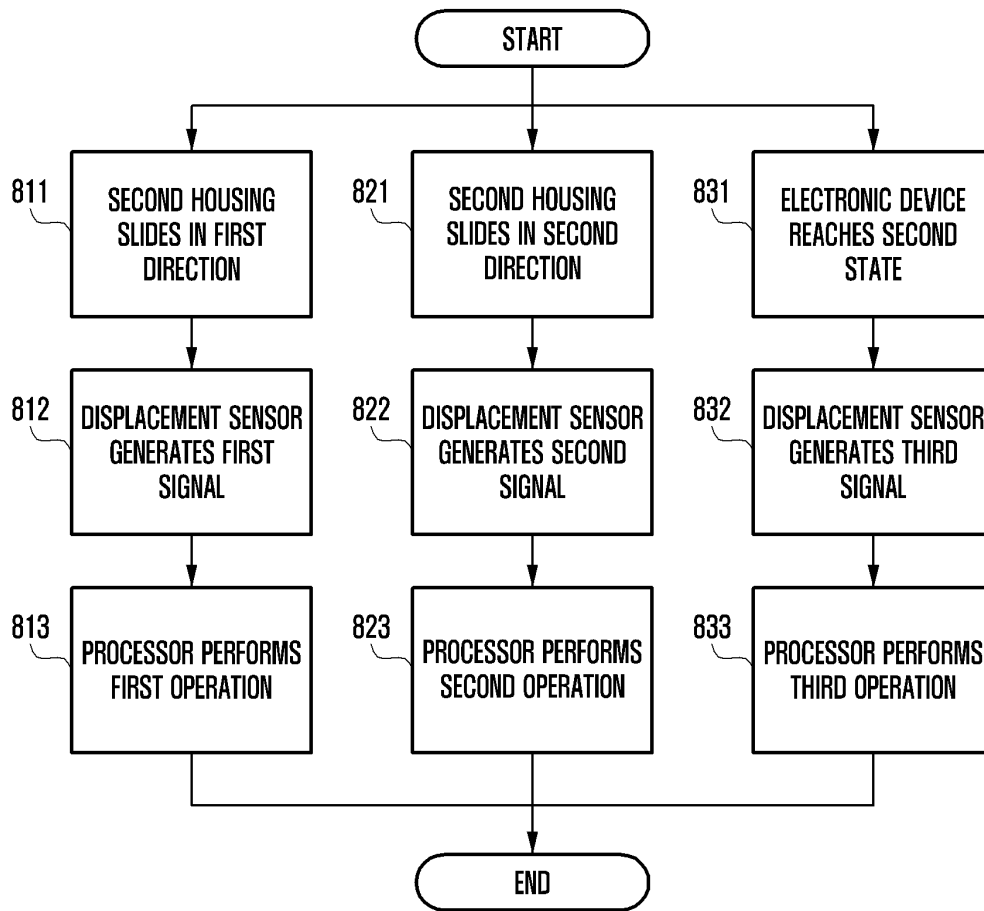 START
811
SECOND HOUSING
SLIDES IN FIRST
DIRECTION
821
SECOND HOUSING
SLIDES IN SECOND
DIRECTION
831
ELECTRONIC DEVICE
REACHES SECOND
STATE
812
DISPLACEMENT SENSOR
GENERATES FIRST
SIGNAL
822
DISPLACEMENT SENSOR
GENERATES SECOND
SIGNAL
832
DISPLACEMENT SENSOR
GENERATES THIRD
SIGNAL
813
PROCESSOR PERFORMS
FIRST OPERATION
823
PROCESSOR PERFORMS
SECOND OPERATION
833
PROCESSOR PERFORMS
THIRD OPERATION
END